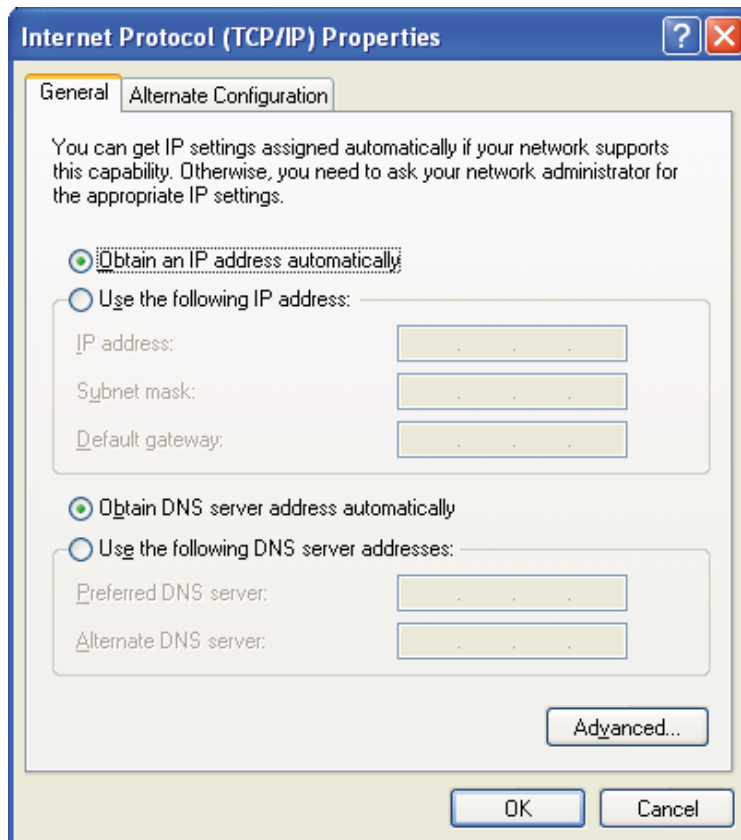 Internet Protocol (TCP/IP) Properties
General
Alternate Configuration
You can get IP settings assigned automatically if your network supports
this capability. Otherwise, you need to ask your network administrator for
the appropriate IP settings.
Obtain an IP address automatically
Use the following IP address:
IP address:
Subnet mask:
Default gateway:
Obtain DNS server address automatically
Use the following DNS server addresses:
Preferred DNS server:
Alternate DNS server:
Advanced...
OK
Cancel